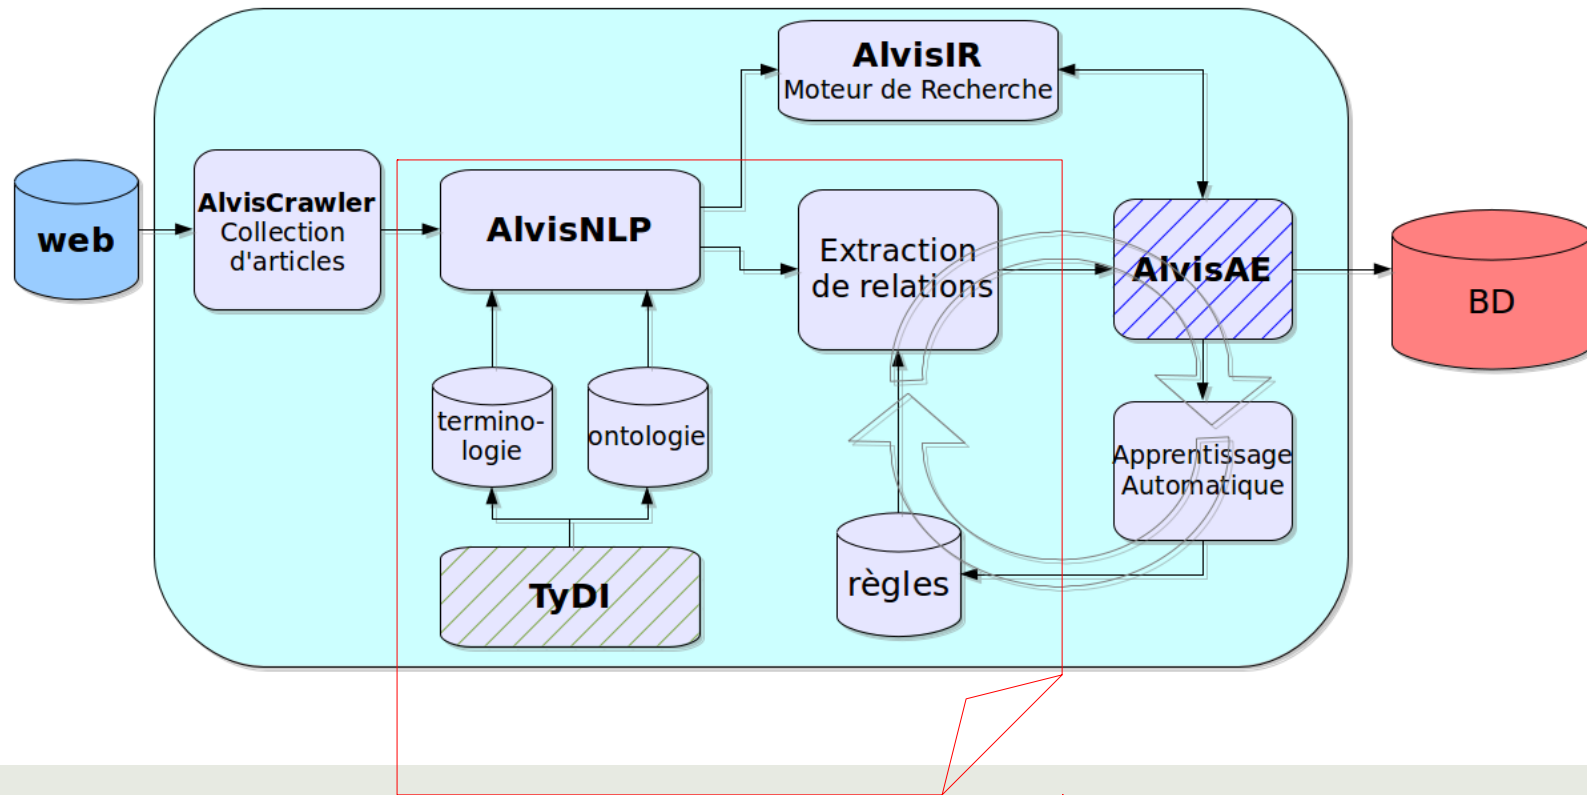 AlvisIR
Moteur de Recherche
AlvisCrawler
Collection
d'articles
web
AlvisNLP
Extraction
de relations
AlvisAE
BD
termino-
logie
ontologie
Apprentissage
Automatique
TyDI
règles